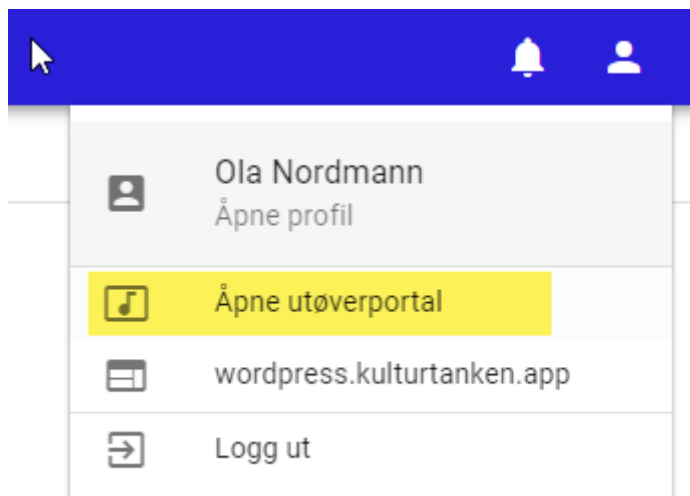 Ola Nordmann
Åpne profil
Åpne utøverportal
wordpress.kulturtanken.app
Logg ut